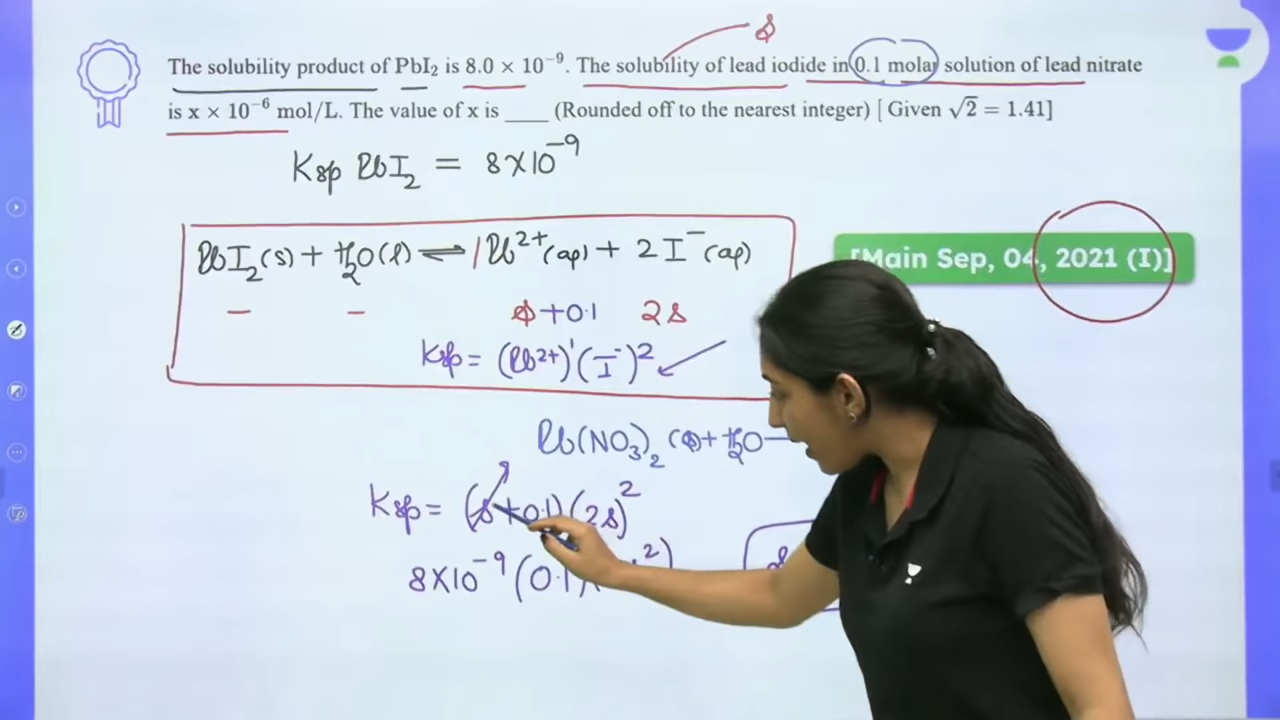 The solubility product of PbI₂ is 8.0 × 10⁻⁹. The solubility of lead iodide in 0.1 molar solution of lead nitrate
is x × 10⁻⁶ mol/L. The value of x is ____ (Rounded off to the nearest integer) [ Given √2 = 1.41]
s
Ksp PbI₂ = 8×10⁻⁹
PbI₂(s) + H₂O(l) ⇌ 1Pb²⁺(aq) + 2I⁻(aq)
– – s+0.1 2s
Ksp = (Pb²⁺)¹(I⁻)²
[Main Sep, 04, 2021 (I)]
Pb(NO₃)₂(s) + H₂O
Ksp = (s+0.1)(2s)²
8×10⁻⁹ (0.1)